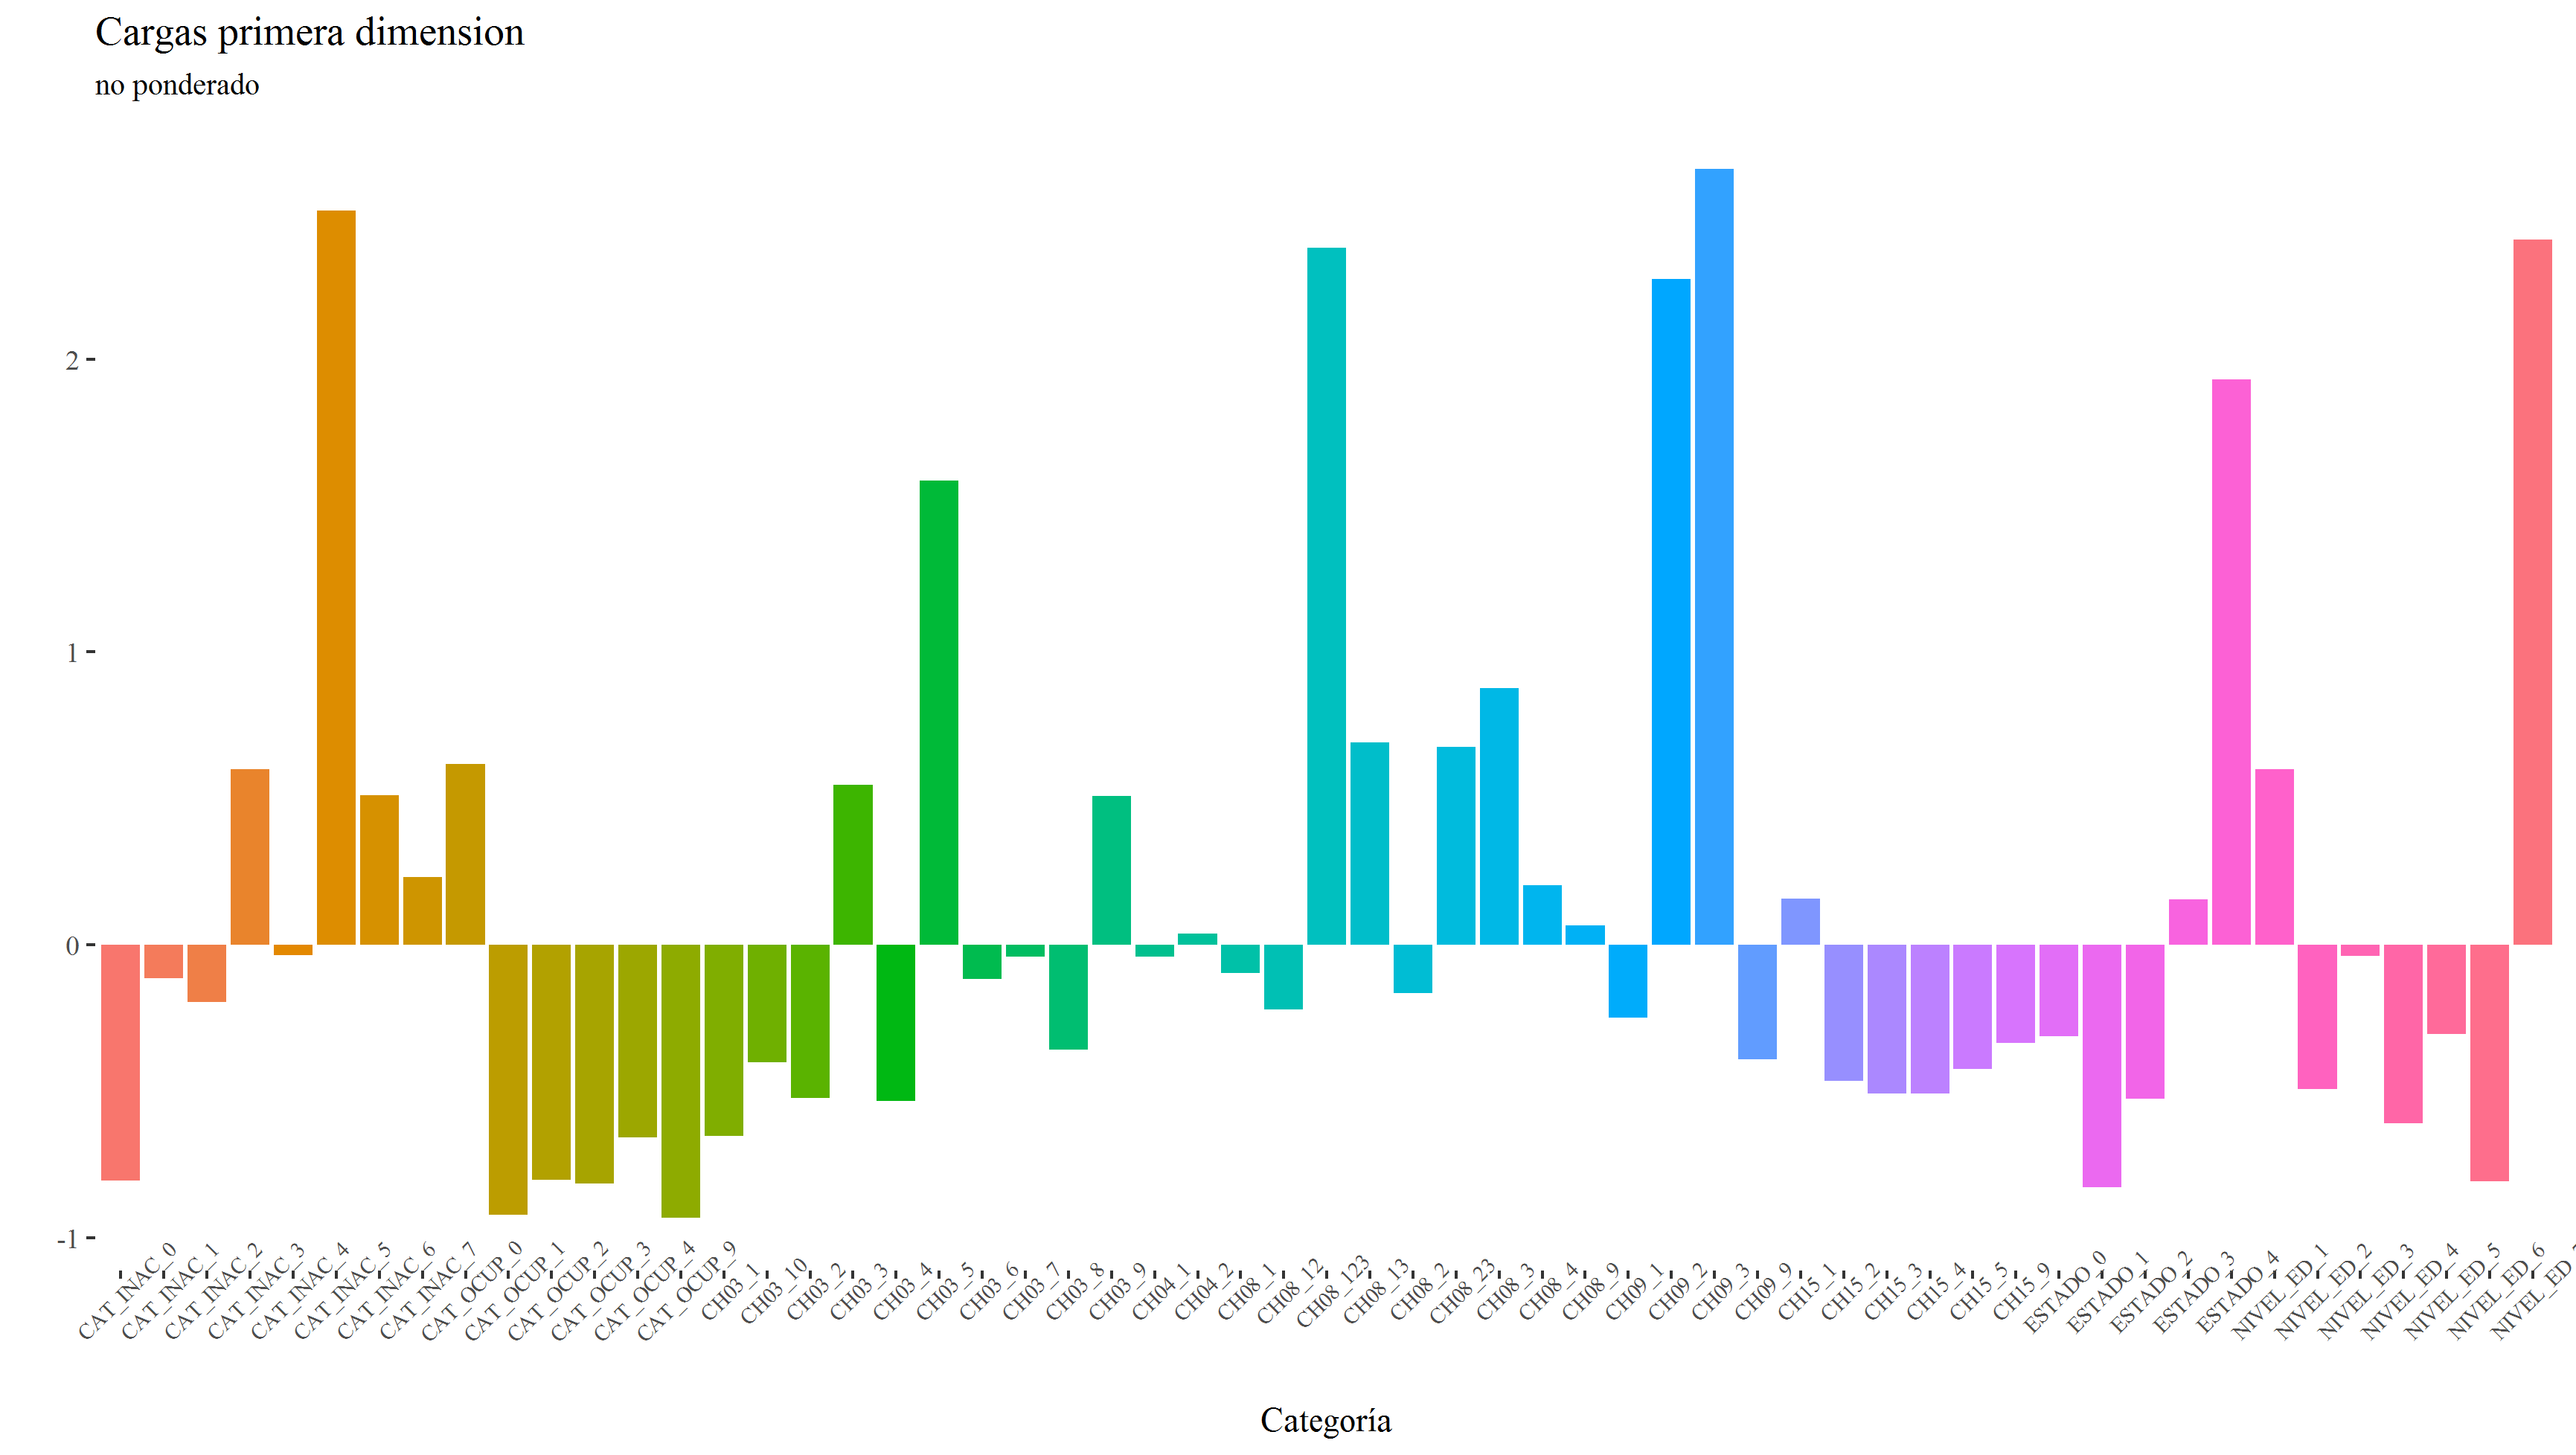 Cargas primera dimension
no ponderado
2
1
0
-1
CAT_INAC_0
CAT_INAC_1
CAT_INAC_2
CAT_INAC_3
CAT_INAC_4
CAT_INAC_5
CAT_INAC_6
CAT_INAC_7
CAT_OCUP_0
CAT_OCUP_1
CAT_OCUP_2
CAT_OCUP_3
CAT_OCUP_4
CAT_OCUP_9
CH03_1
CH03_10
CH03_2
CH03_3
CH03_4
CH03_5
CH03_6
CH03_7
CH03_8
CH03_9
CH04_1
CH04_2
CH08_1
CH08_12
CH08_123
CH08_13
CH08_2
CH08_23
CH08_3
CH08_4
CH08_9
CH09_1
CH09_2
CH09_3
CH09_9
CH15_1
CH15_2
CH15_3
CH15_4
CH15_5
CH15_9
ESTADO_0
ESTADO_1
ESTADO_2
ESTADO_3
ESTADO_4
NIVEL_ED_1
NIVEL_ED_2
NIVEL_ED_3
NIVEL_ED_4
NIVEL_ED_5
NIVEL_ED_6
NIVEL_ED_7
Categoría